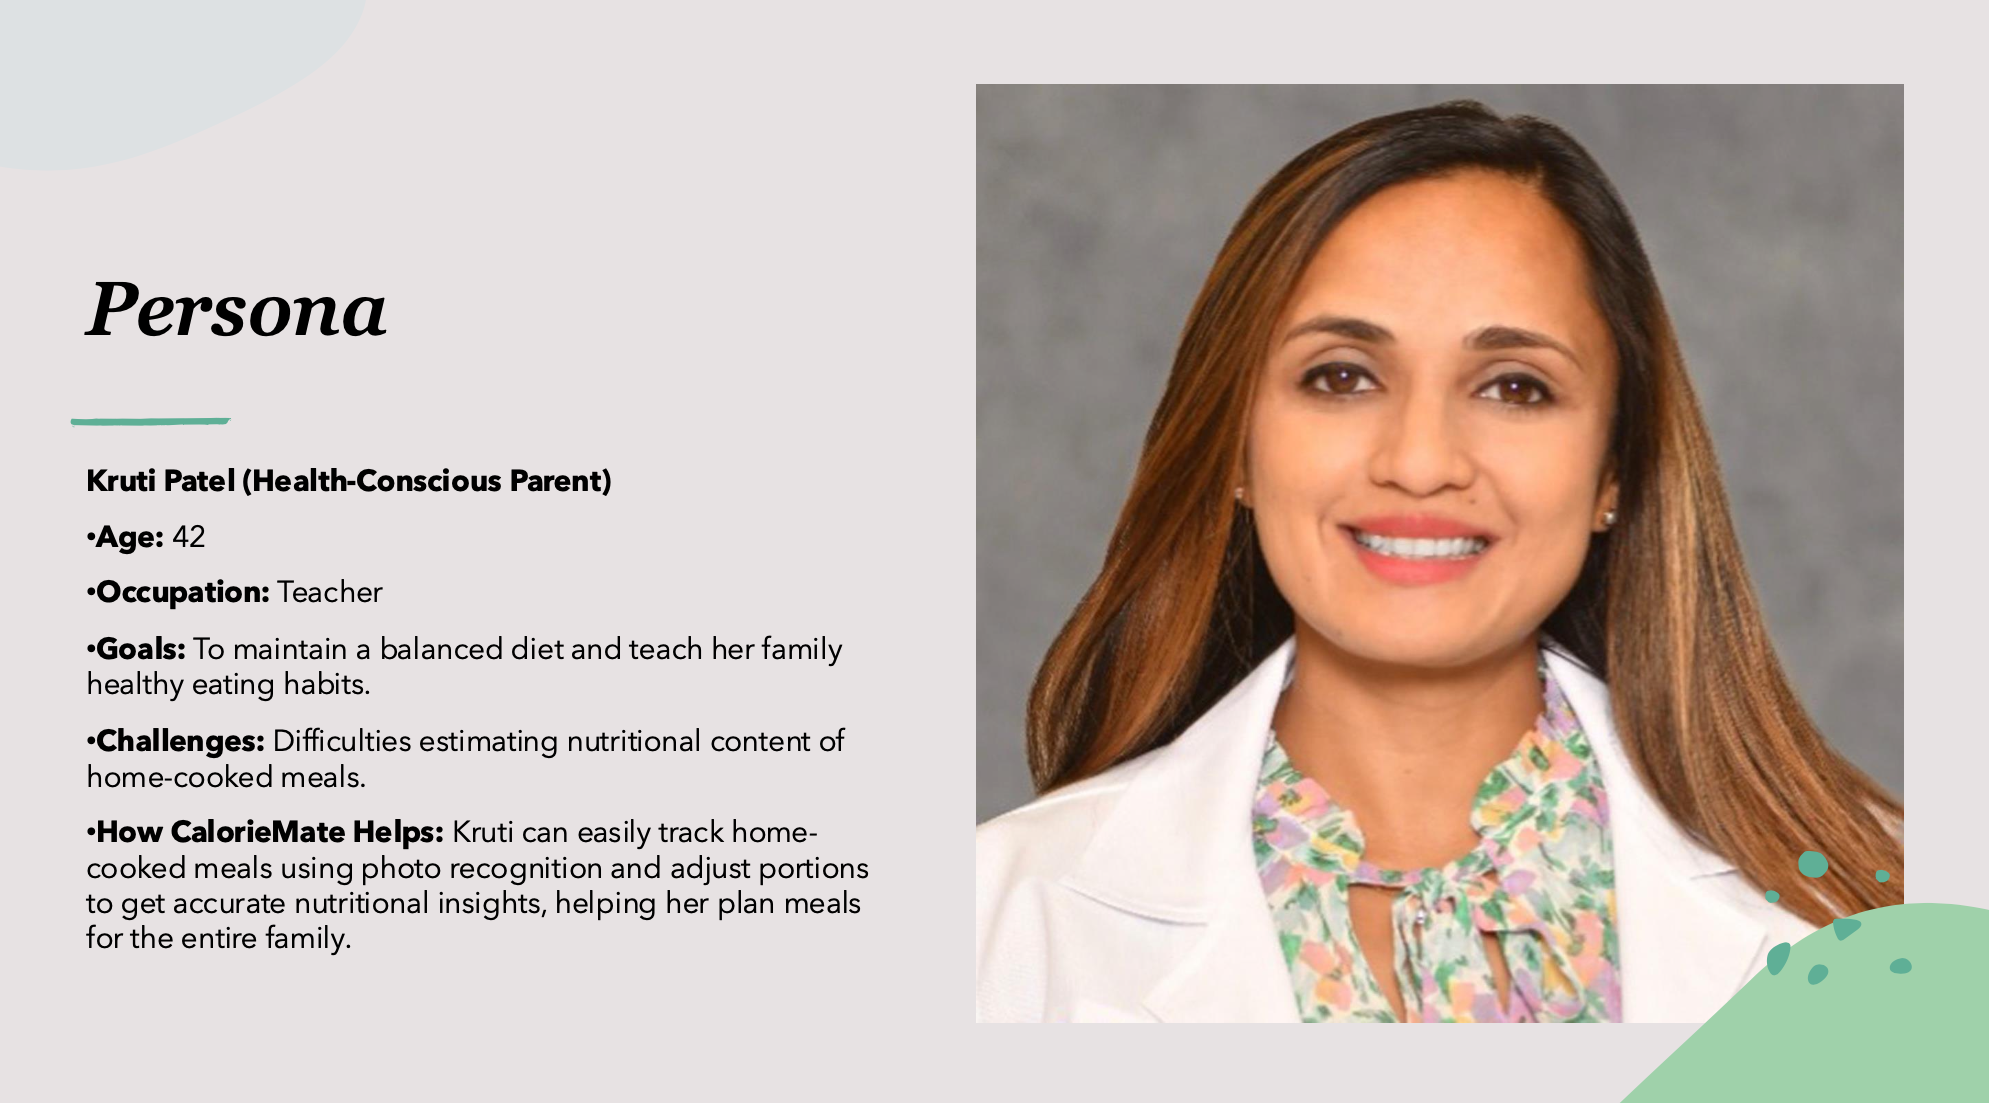 Persona
Kruti Patel (Health-Conscious Parent)
•Age: 42
•Occupation: Teacher
•Goals: To maintain a balanced diet and teach her family
healthy eating habits.
•Challenges: Difficulties estimating nutritional content of
home-cooked meals.
•How CalorieMate Helps: Kruti can easily track home-
cooked meals using photo recognition and adjust portions
to get accurate nutritional insights, helping her plan meals
for the entire family.